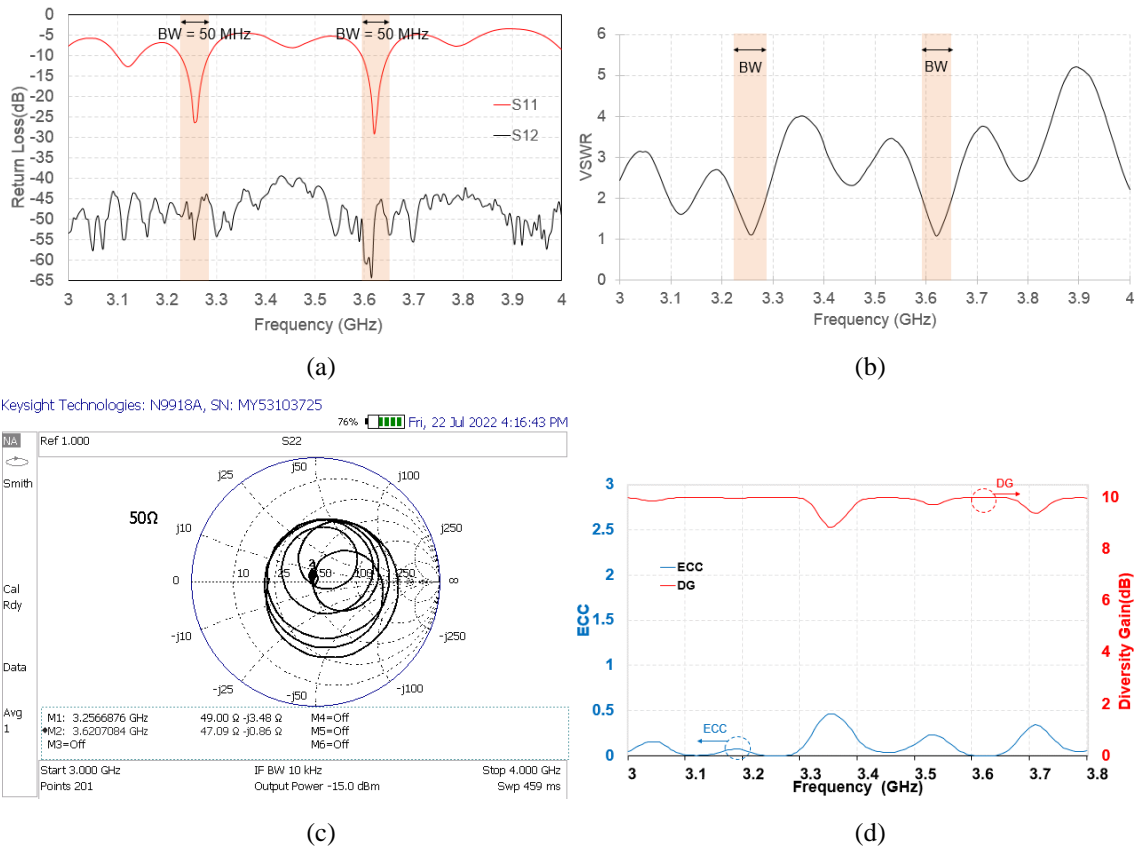 0
-5
-10
-15
-20
-25
-30
-35
-40
-45
-50
-55
-60
-65
Return Loss(dB)
BW = 50 MHz
BW = 50 MHz
S11
S12
3 3.1 3.2 3.3 3.4 3.5 3.6 3.7 3.8 3.9 4
Frequency (GHz)
(a)
6
5
4
3
2
1
0
VSWR
BW
BW
3 3.1 3.2 3.3 3.4 3.5 3.6 3.7 3.8 3.9 4
Frequency (GHz)
(b)
Keysight Technologies: N9918A, SN: MY53103725
76% Fri, 22 Jul 2022 4:16:43 PM
NA
Ref 1.000 S22
Smith
Cal
Rdy
Data
Avg
1
50Ω
j50
j25 j100
j10 j250
0 10 25 50 100 250 ∞
-j10 -j250
-j25 -j100
-j50
M1: 3.2566876 GHz 49.00 Ω -j3.48 Ω M4=Off
M2: 3.6207084 GHz 47.09 Ω -j0.86 Ω M5=Off
M3=Off M6=Off
Start 3.000 GHz IF BW 10 kHz Stop 4.000 GHz
Points 201 Output Power -15.0 dBm Swp 459 ms
(c)
3
2.5
2
1.5
1
0.5
0
ECC
ECC
DG
DG
ECC
10
8
6
4
2
0
Diversity Gain(dB)
3 3.1 3.2 3.3 3.4 3.5 3.6 3.7 3.8
Frequency (GHz)
(d)